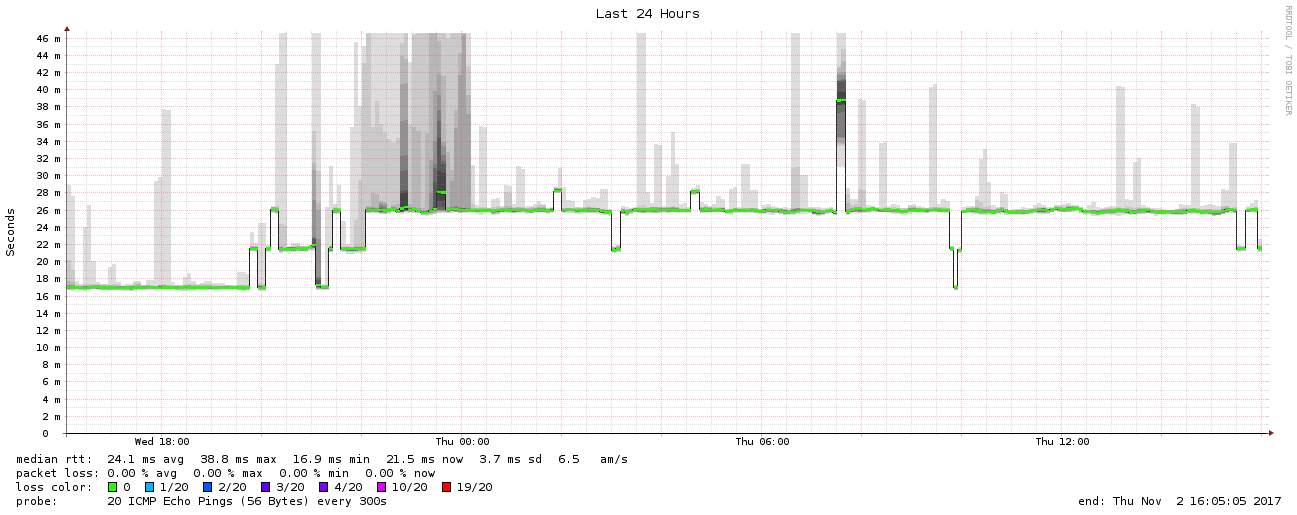 Last 24 Hours
RRDTOOL / TOBI OETIKER
Seconds
46 m
44 m
42 m
40 m
38 m
36 m
34 m
32 m
30 m
28 m
26 m
24 m
22 m
20 m
18 m
16 m
14 m
12 m
10 m
8 m
6 m
4 m
2 m
0
Wed 18:00 Thu 00:00 Thu 06:00 Thu 12:00
median rtt: 24.1 ms avg 38.8 ms max 16.9 ms min 21.5 ms now 3.7 ms sd 6.5 am/s
packet loss: 0.00 % avg 0.00 % max 0.00 % min 0.00 % now
loss color: 0 1/20 2/20 3/20 4/20 10/20 19/20
probe: 20 ICMP Echo Pings (56 Bytes) every 300s end: Thu Nov 2 16:05:05 2017